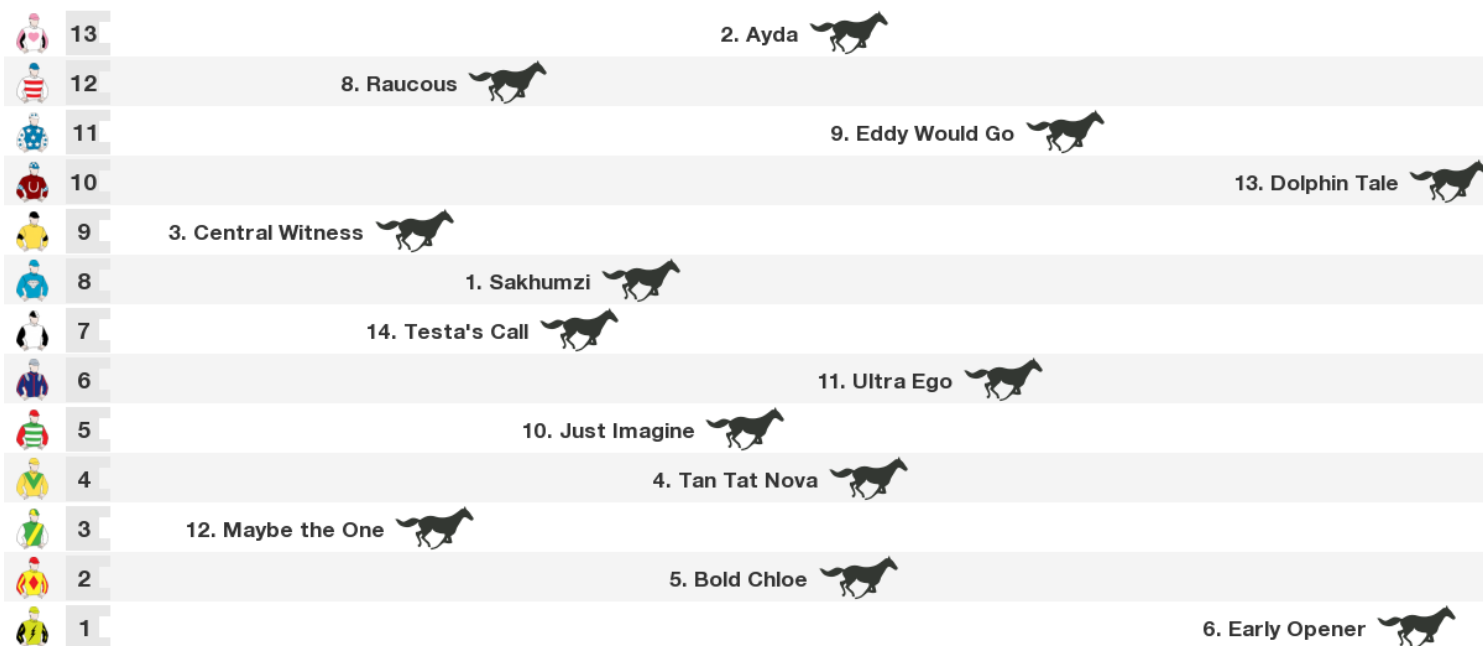 13 2. Ayda
12 8. Raucous
11 9. Eddy Would Go
10 13. Dolphin Tale
9 3. Central Witness
8 1. Sakhumzi
7 14. Testa's Call
6 11. Ultra Ego
5 10. Just Imagine
4 4. Tan Tat Nova
3 12. Maybe the One
2 5. Bold Chloe
1 6. Early Opener